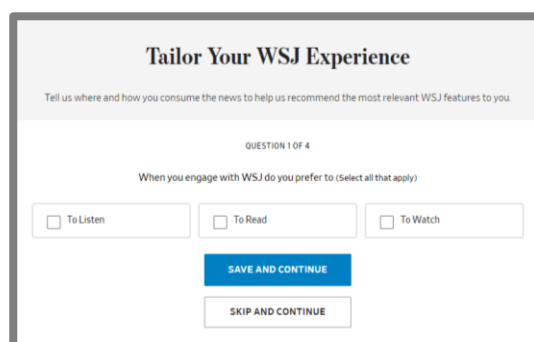 Tailor Your WSJ Experience
Tell us where and how you consume the news to help us recommend the most relevant WSJ features to you.
QUESTION 1 OF 4
When you engage with WSJ do you prefer to (Select all that apply)
To Listen
To Read
To Watch
SAVE AND CONTINUE
SKIP AND CONTINUE